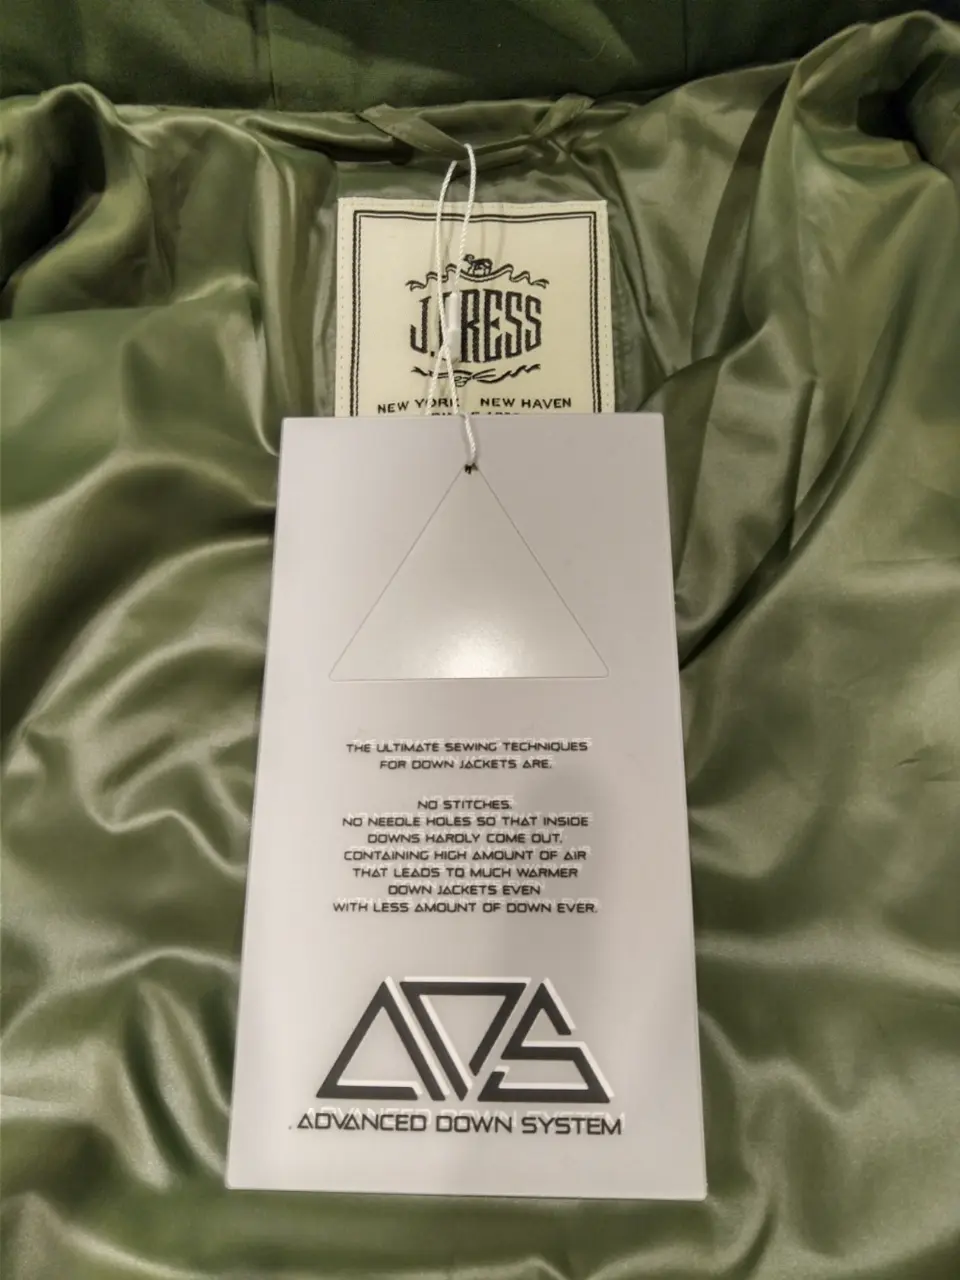 J.PRESS
NEW YORK NEW HAVEN
THE ULTIMATE SEWING TECHNIQUES
FOR DOWN JACKETS ARE.
NO STITCHES.
NO NEEDLE HOLES SO THAT INSIDE
DOWNS HARDLY COME OUT.
CONTAINING HIGH AMOUNT OF AIR
THAT LEADS TO MUCH WARMER
DOWN JACKETS EVEN
WITH LESS AMOUNT OF DOWN EVER.
ADS
ADVANCED DOWN SYSTEM